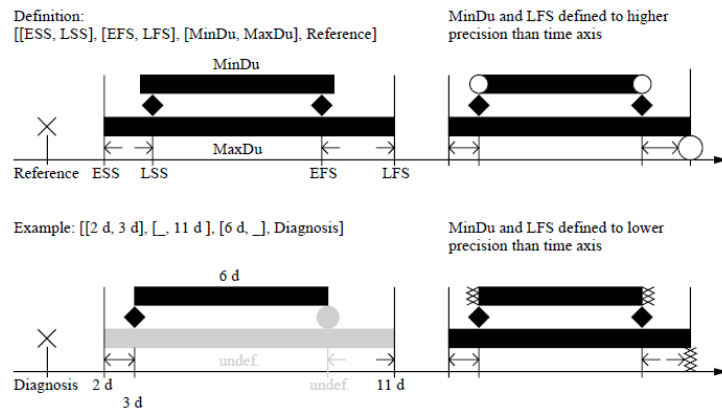 Definition:
[[ESS, LSS], [EFS, LFS], [MinDu, MaxDu], Reference]
MinDu and LFS defined to higher
precision than time axis
MinDu
MaxDu
Reference
ESS
LSS
EFS
LFS
Example: [[2 d, 3 d], [_, 11 d ], [6 d, _], Diagnosis]
MinDu and LFS defined to lower
precision than time axis
6 d
undef.
Diagnosis
2 d
undef.
11 d
3 d